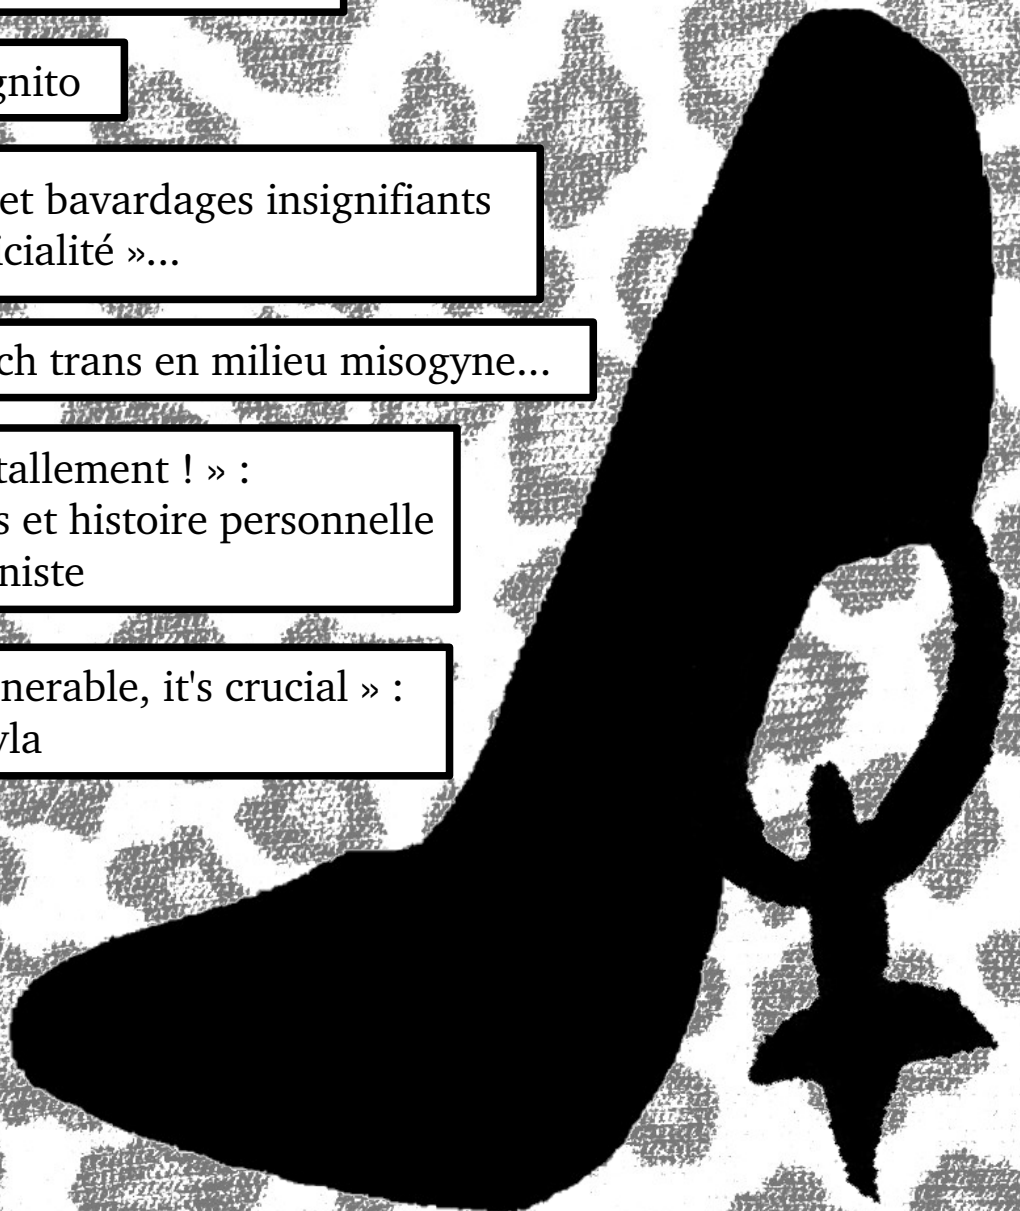 gnito
et bavardages insignifiants
icialité »...
ch trans en milieu misogyne...
tallement ! » :
s et histoire personnelle
niste
nerable, it's crucial » :
yla